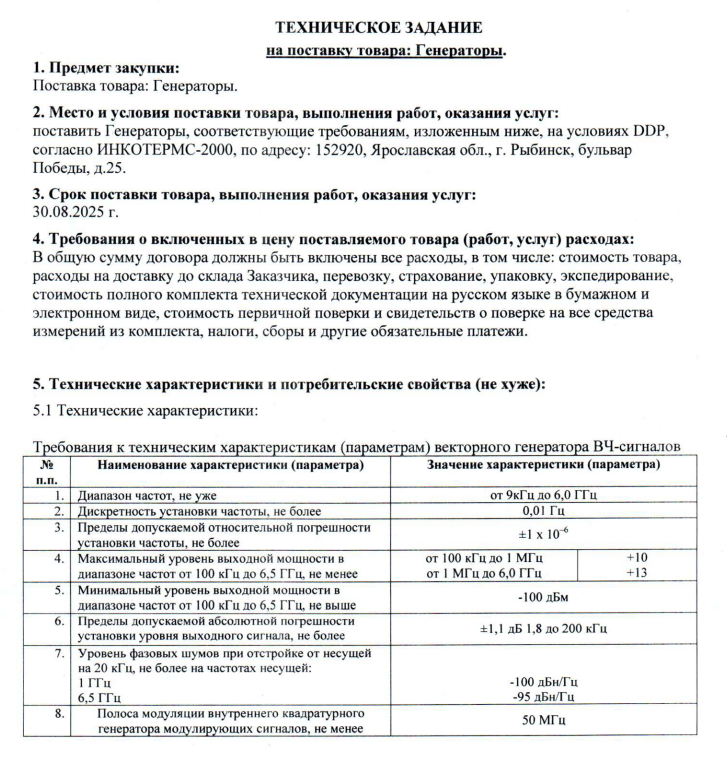 ТЕХНИЧЕСКОЕ ЗАДАНИЕ
на поставку товара: Генераторы.
1. Предмет закупки:
Поставка товара: Генераторы.
2. Место и условия поставки товара, выполнения работ, оказания услуг:
поставить Генераторы, соответствующие требованиям, изложенным ниже, на условиях DDP,
согласно ИНКОТЕРМС-2000, по адресу: 152920, Ярославская обл., г. Рыбинск, бульвар
Победы, д.25.
3. Срок поставки товара, выполнения работ, оказания услуг:
30.08.2025 г.
4. Требования о включенных в цену поставляемого товара (работ, услуг) расходах:
В общую сумму договора должны быть включены все расходы, в том числе: стоимость товара,
расходы на доставку до склада Заказчика, перевозку, страхование, упаковку, экспедирование,
стоимость полного комплекта технической документации на русском языке в бумажном и
электронном виде, стоимость первичной поверки и свидетельств о поверке на все средства
измерений из комплекта, налоги, сборы и другие обязательные платежи.
5. Технические характеристики и потребительские свойства (не хуже):
5.1 Технические характеристики:
Требования к техническим характеристикам (параметрам) векторного генератора ВЧ-сигналов
№ п.п. Наименование характеристики (параметра) Значение характеристики (параметра)
1. Диапазон частот, не уже от 9кГц до 6,0 ГГц
2. Дискретность установки частоты, не более 0,01 Гц
3. Пределы допускаемой относительной погрешности
установки частоты, не более ±1 x 10⁻⁶
4. Максимальный уровень выходной мощности в от 100 кГц до 1 МГц +10
диапазоне частот от 100 кГц до 6,5 ГГц, не менее от 1 МГц до 6,0 ГГц +13
5. Минимальный уровень выходной мощности в
диапазоне частот от 100 кГц до 6,5 ГГц, не выше -100 дБм
6. Пределы допускаемой абсолютной погрешности
установки уровня выходного сигнала, не более ±1,1 дБ 1,8 до 200 кГц
7. Уровень фазовых шумов при отстройке от несущей
на 20 кГц, не более на частотах несущей:
1 ГГц -100 дБн/Гц
6,5 ГГц -95 дБн/Гц
8. Полоса модуляции внутреннего квадратурного
генератора модулирующих сигналов, не менее 50 МГц